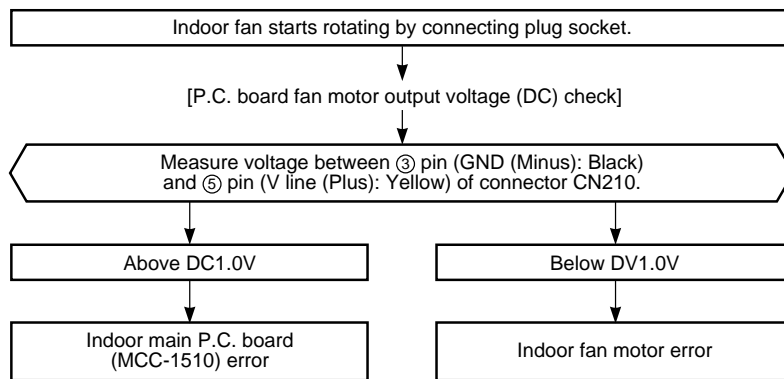 Indoor fan starts rotating by connecting plug socket.
[P.C. board fan motor output voltage (DC) check]
Measure voltage between ③ pin (GND (Minus): Black)
and ⑤ pin (V line (Plus): Yellow) of connector CN210.
Above DC1.0V
Below DV1.0V
Indoor main P.C. board
(MCC-1510) error
Indoor fan motor error